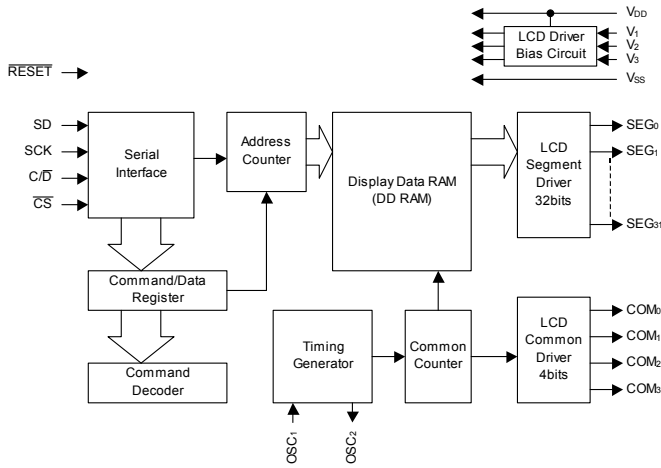 VDD
LCD Driver
Bias Circuit
V1
V2
V3
VSS
RESET
SD
SCK
C/D
CS
Serial
Interface
Address
Counter
Display Data RAM
(DD RAM)
LCD
Segment
Driver
32bits
SEG0
SEG1
SEG31
Command/Data
Register
Command
Decoder
Timing
Generator
Common
Counter
LCD
Common
Driver
4bits
COM0
COM1
COM2
COM3
OSC1
OSC2